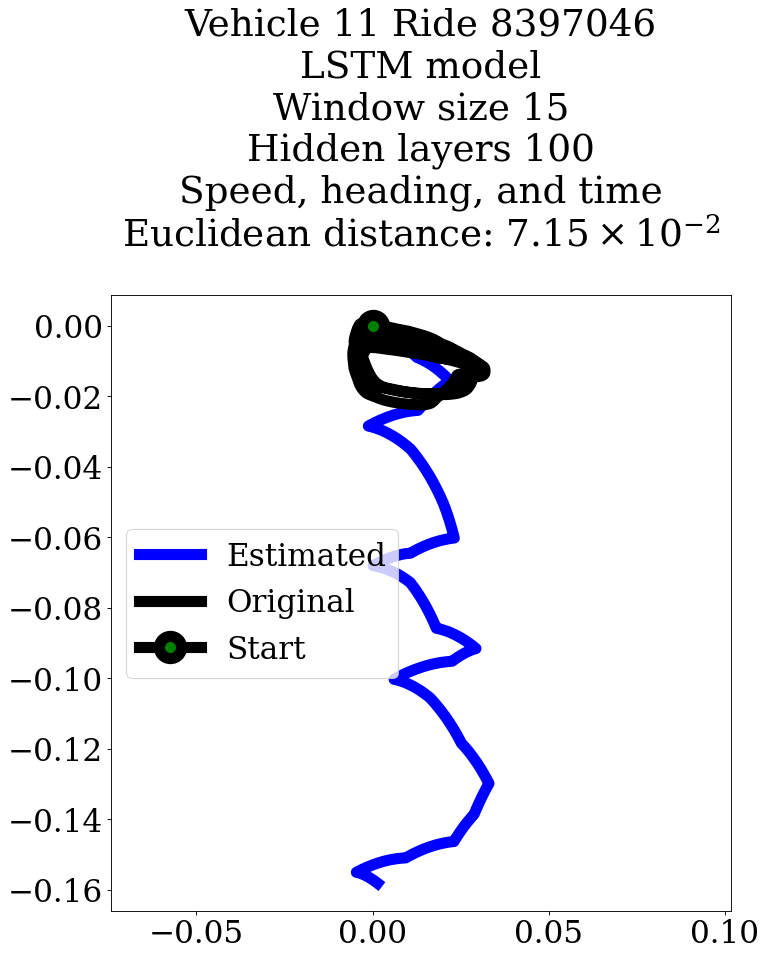 Vehicle 11 Ride 8397046
LSTM model
Window size 15
Hidden layers 100
Speed, heading, and time
Euclidean distance: 7.15 × 10⁻²
0.00
−0.02
−0.04
−0.06
−0.08
−0.10
−0.12
−0.14
−0.16
Estimated
Original
Start
−0.05
0.00
0.05
0.10